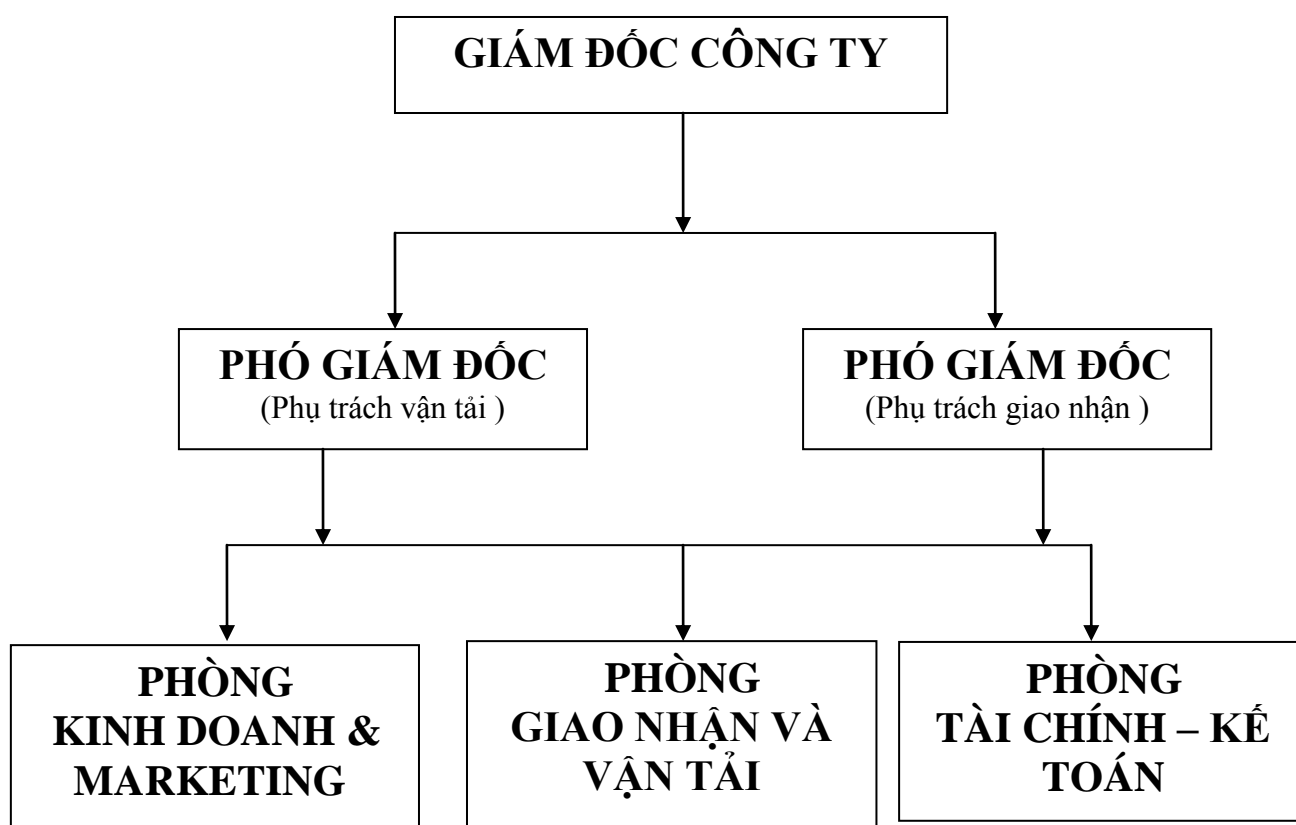 GIÁM ĐỐC CÔNG TY
PHÓ GIÁM ĐỐC
(Phụ trách vận tải )
PHÓ GIÁM ĐỐC
(Phụ trách giao nhận )
PHÒNG
KINH DOANH &
MARKETING
PHÒNG
GIAO NHẬN VÀ
VẬN TẢI
PHÒNG
TÀI CHÍNH – KẾ
TOÁN